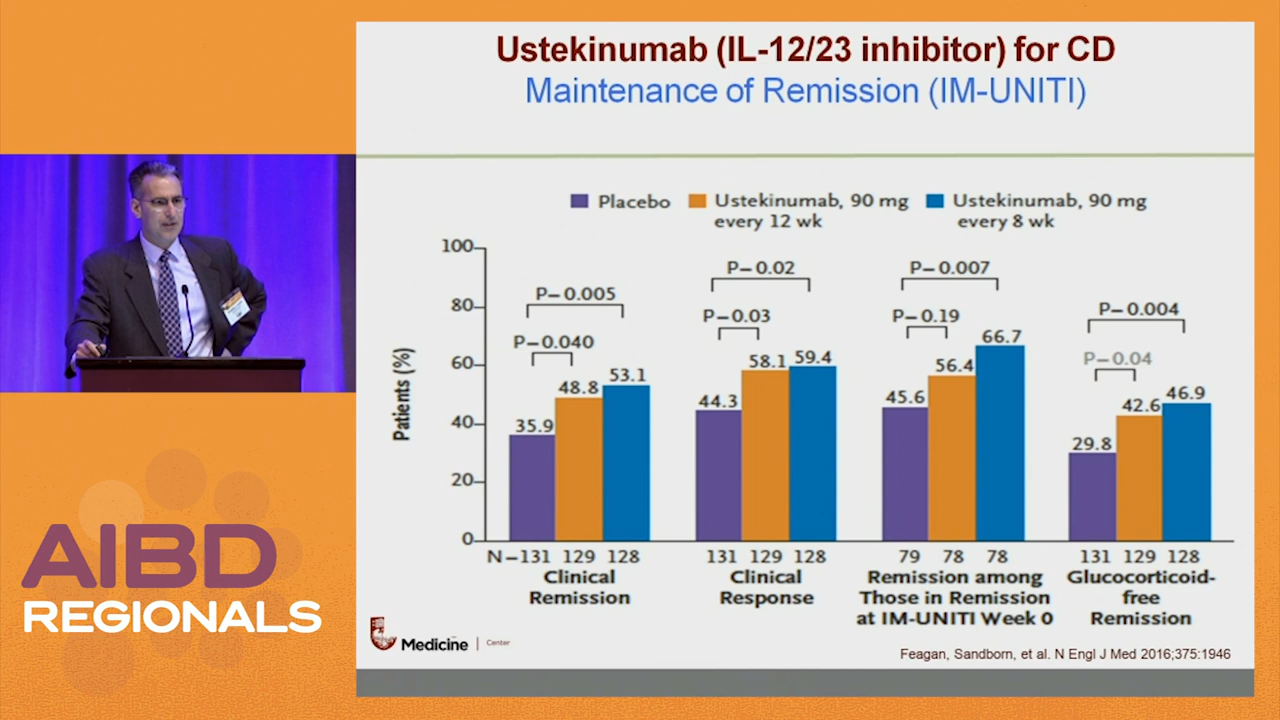 Ustekinumab (IL-12/23 inhibitor) for CD
Maintenance of Remission (IM-UNITI)
Placebo
Ustekinumab, 90 mg
every 12 wk
Ustekinumab, 90 mg
every 8 wk
Patients (%)
100
80
60
40
20
0
P–0.005
P–0.040
35.9
48.8
53.1
P–0.02
P–0.03
44.3
58.1
59.4
P–0.007
P–0.19
45.6
56.4
66.7
P–0.004
P–0.04
29.8
42.6
46.9
N–131 129 128
Clinical
Remission
131 129 128
Clinical
Response
79 78 78
Remission among
Those in Remission
at IM-UNITI Week 0
131 129 128
Glucocorticoid-
free
Remission
Medicine
Center
Feagan, Sandborn, et al. N Engl J Med 2016;375:1946
AIBD
REGIONALS